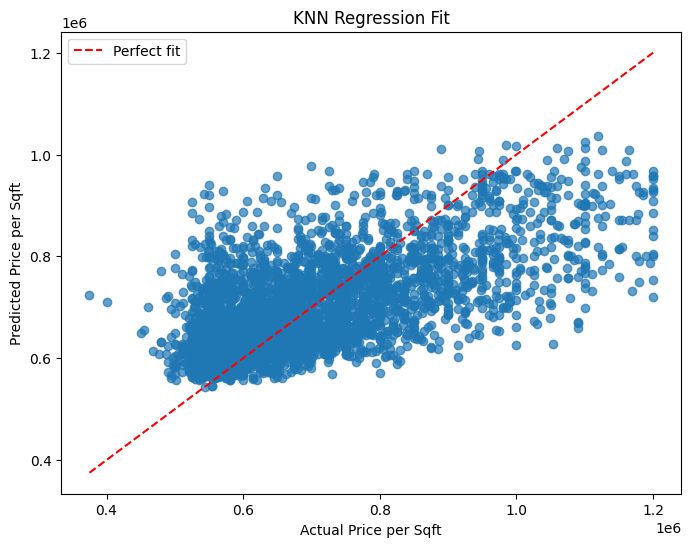 KNN Regression Fit
1e6
Perfect fit
1.2
1.0
0.8
0.6
0.4
Predicted Price per Sqft
0.4 0.6 0.8 1.0 1.2
1e6
Actual Price per Sqft